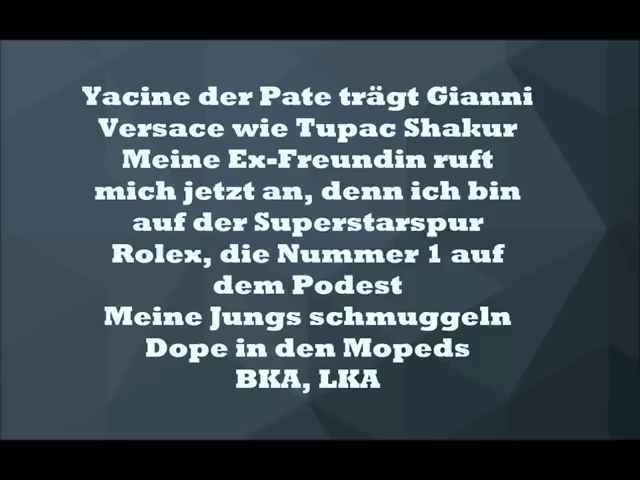 Yacine der Pate trägt Gianni
Versace wie Tupac Shakur
Meine Ex-Freundin ruft
mich jetzt an, denn ich bin
auf der Superstarspur
Rolex, die Nummer 1 auf
dem Podest
Meine Jungs schmuggeln
Dope in den Mopeds
BKA, LKA